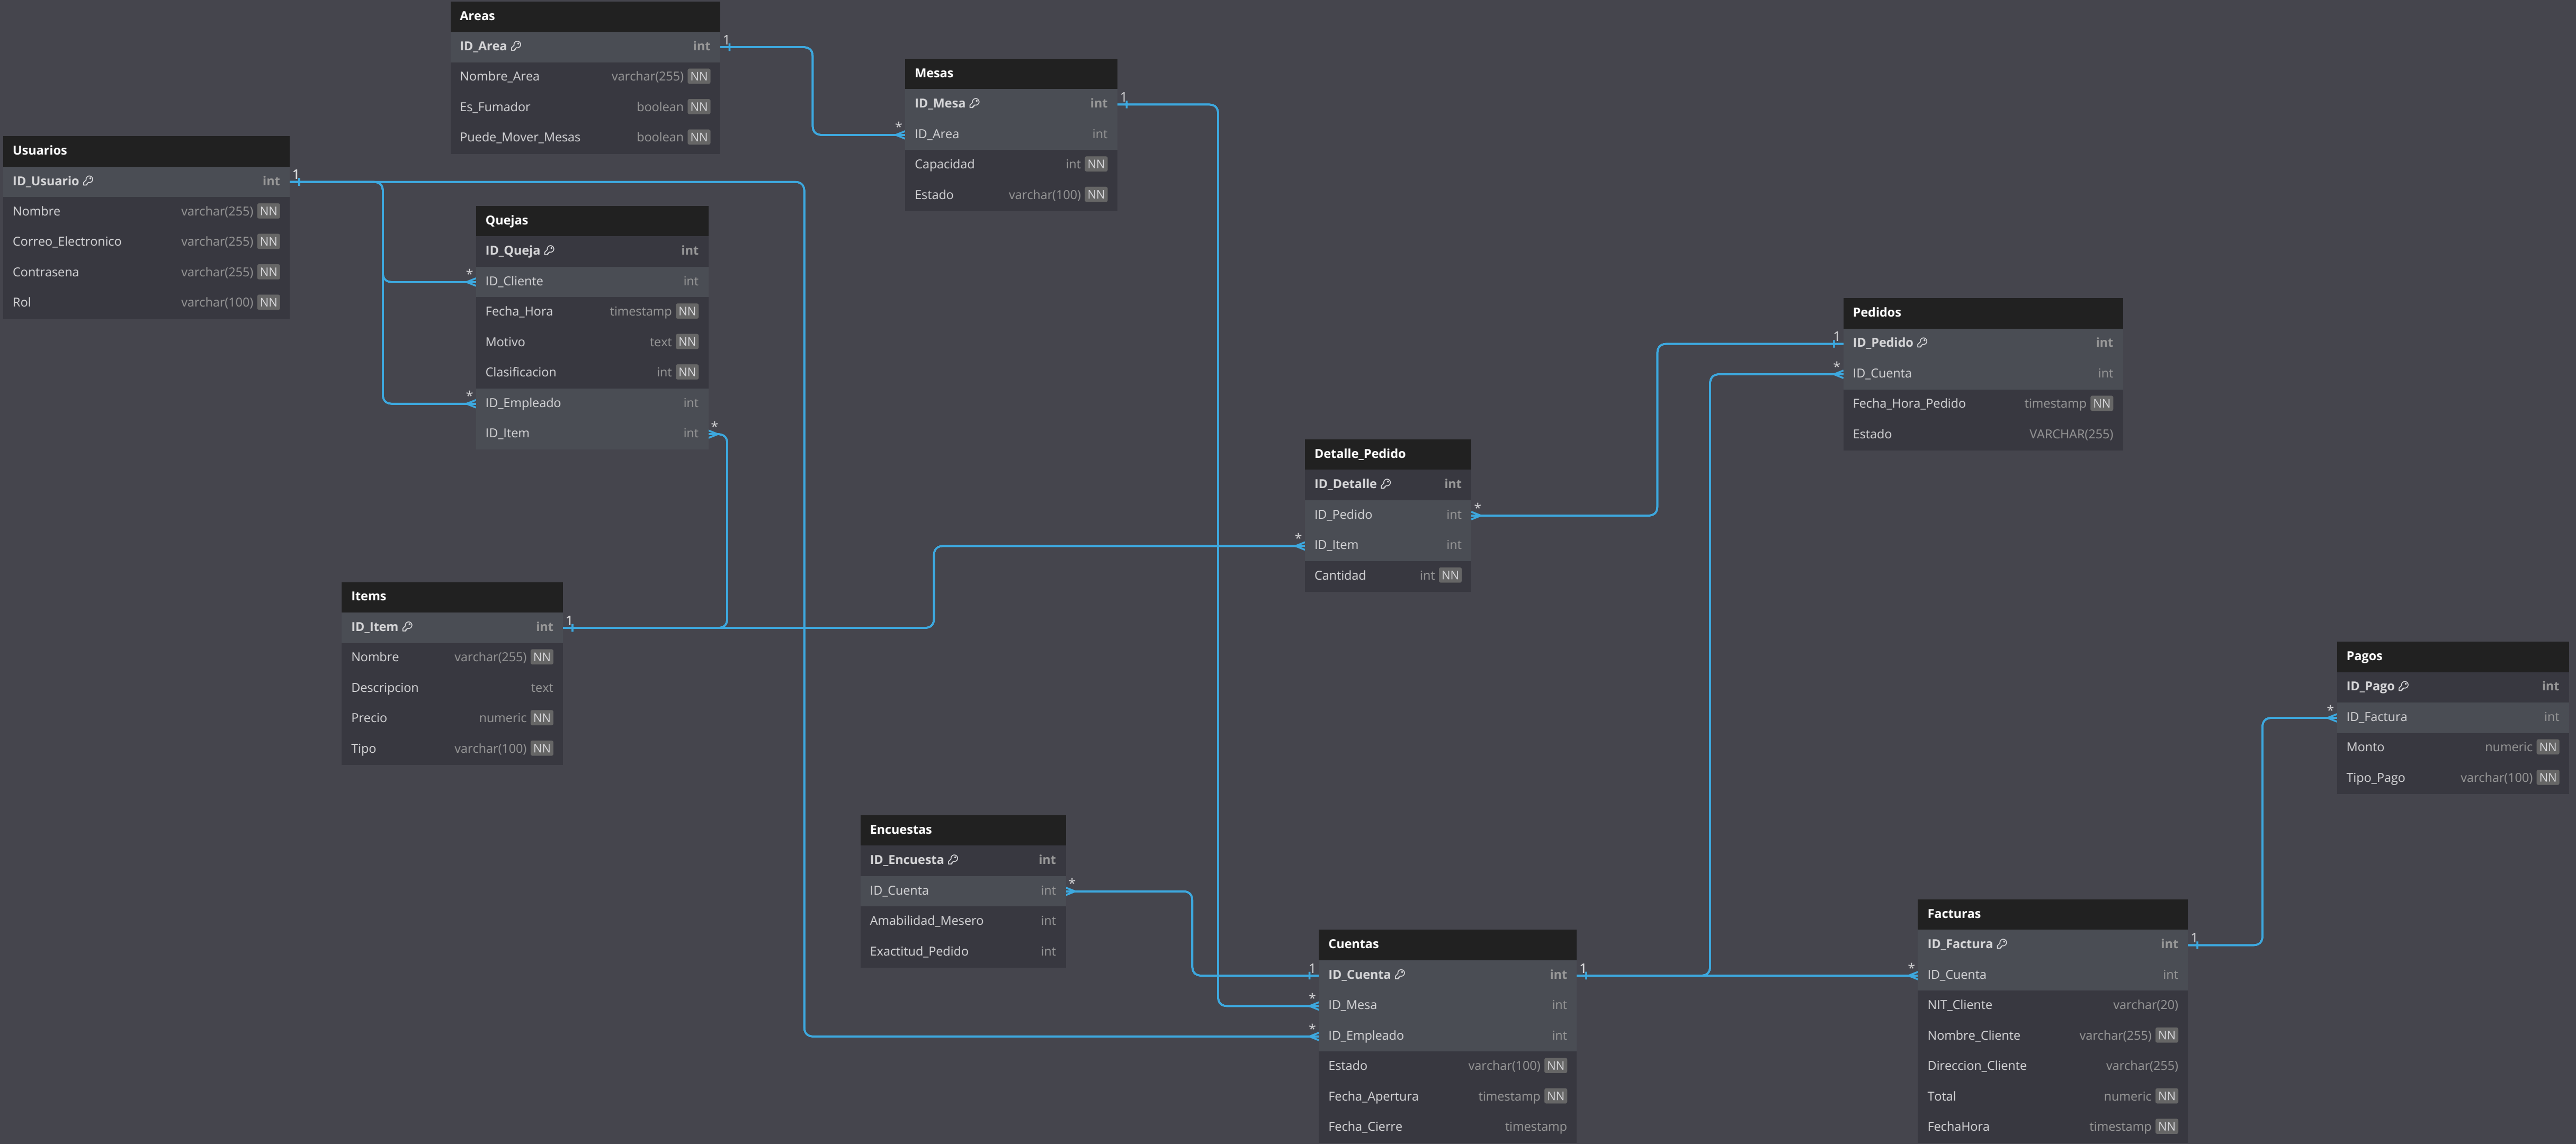 Areas
ID_Area int
Nombre_Area varchar(255) NN
Es_Fumador boolean NN
Puede_Mover_Mesas boolean NN
1
*
Mesas
ID_Mesa int
ID_Area int
Capacidad int NN
Estado varchar(100) NN
1
Usuarios
ID_Usuario int
Nombre varchar(255) NN
Correo_Electronico varchar(255) NN
Contrasena varchar(255) NN
Rol varchar(100) NN
1
Quejas
ID_Queja int
* ID_Cliente int
Fecha_Hora timestamp NN
Motivo text NN
Clasificacion int NN
* ID_Empleado int
ID_Item int *
Pedidos
1 ID_Pedido int
* ID_Cuenta int
Fecha_Hora_Pedido timestamp NN
Estado VARCHAR(255)
Detalle_Pedido
ID_Detalle int
ID_Pedido int *
* ID_Item int
Cantidad int NN
Items
ID_Item int 1
Nombre varchar(255) NN
Descripcion text
Precio numeric NN
Tipo varchar(100) NN
Pagos
ID_Pago int
* ID_Factura int
Monto numeric NN
Tipo_Pago varchar(100) NN
Encuestas
ID_Encuesta int
ID_Cuenta int *
Amabilidad_Mesero int
Exactitud_Pedido int
Cuentas
1 ID_Cuenta int 1
* ID_Mesa int
* ID_Empleado int
Estado varchar(100) NN
Fecha_Apertura timestamp NN
Fecha_Cierre timestamp
Facturas
ID_Factura int 1
* ID_Cuenta int
NIT_Cliente varchar(20)
Nombre_Cliente varchar(255) NN
Direccion_Cliente varchar(255)
Total numeric NN
FechaHora timestamp NN